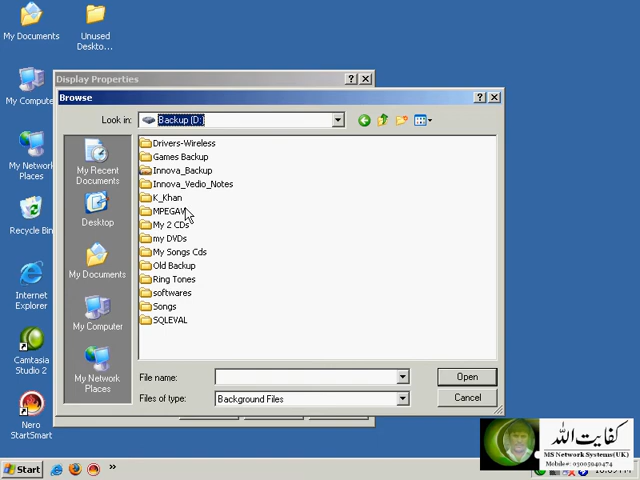 My Documents
Unused
Deskto...
My Compute
My Network
Places
Recycle Bin
Internet
Explorer
Camtasia
Studio 2
Nero
StartSmart
Display Properties
Browse
Look in:
Backup (D:)
My Recent
Documents
Desktop
My Documents
My Computer
My Network
Places
Drivers-Wireless
Games Backup
Innova_Backup
Innova_Vedio_Notes
K_Khan
MPEGAV
My 2 CDs
my DVDs
My Songs Cds
Old Backup
Ring Tones
softwares
Songs
SQLEVAL
File name:
Open
Files of type:
Background Files
Cancel
کفایت اللہ
MS Network Systems(UK)
Mobile#: 03005940474
Start